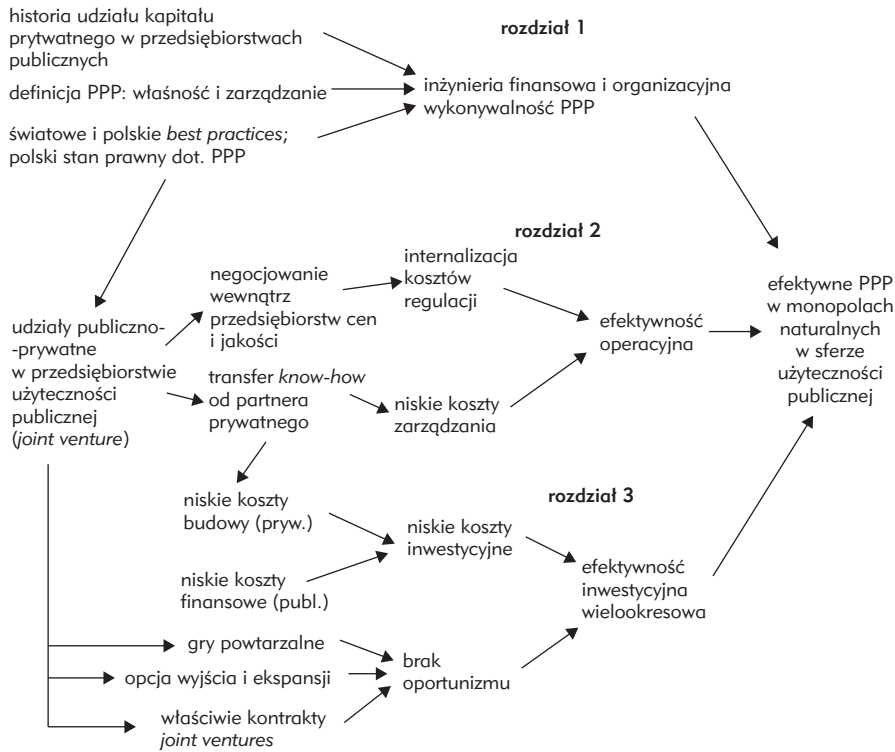 historia udziału kapitału
prytwatnego w przedsiębiorstwach
publicznych
rozdział 1
definicja PPP: własność i zarządzanie
inżynieria finansowa i organizacyjna
wykonywalność PPP
światowe i polskie best practices;
polski stan prawny dot. PPP
rozdział 2
negocjowanie
wewnątrz
przedsiębiorstw cen
i jakości
internalizacja
kosztów
regulacji
efektywne PPP
w monopolach
naturalnych
w sferze
użyteczności
publicznej
udziały publiczno-
-prywatne
w przedsiębiorstwie
użyteczności
publicznej
(joint venture)
efektywność
operacyjna
transfer know-how
od partnera
prywatnego
niskie koszty
zarządzania
rozdział 3
niskie koszty
budowy (pryw.)
niskie koszty
inwestycyjne
niskie koszty
finansowe (publ.)
efektywność
inwestycyjna
wielookresowa
gry powtarzalne
opcja wyjścia i ekspansji
brak
oportunizmu
właściwie kontrakty
joint ventures